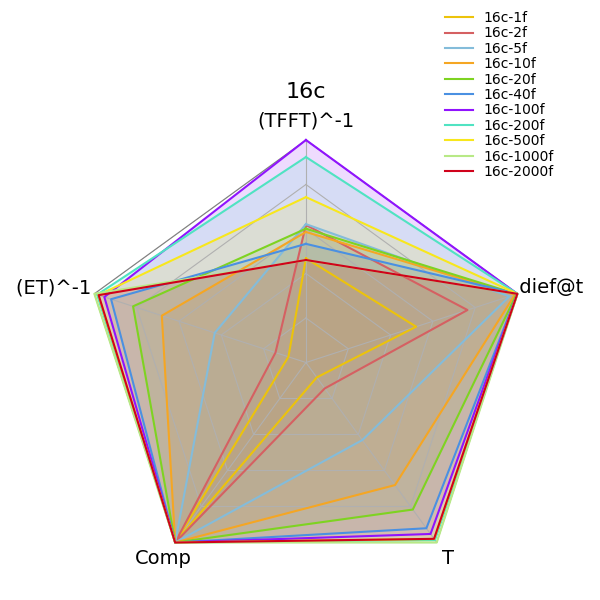 16c-1f
16c-2f
16c-5f
16c-10f
16c-20f
16c-40f
16c-100f
16c-200f
16c-500f
16c-1000f
16c-2000f
16c
(TFFT)^-1
(ET)^-1
dief@t
Comp
T